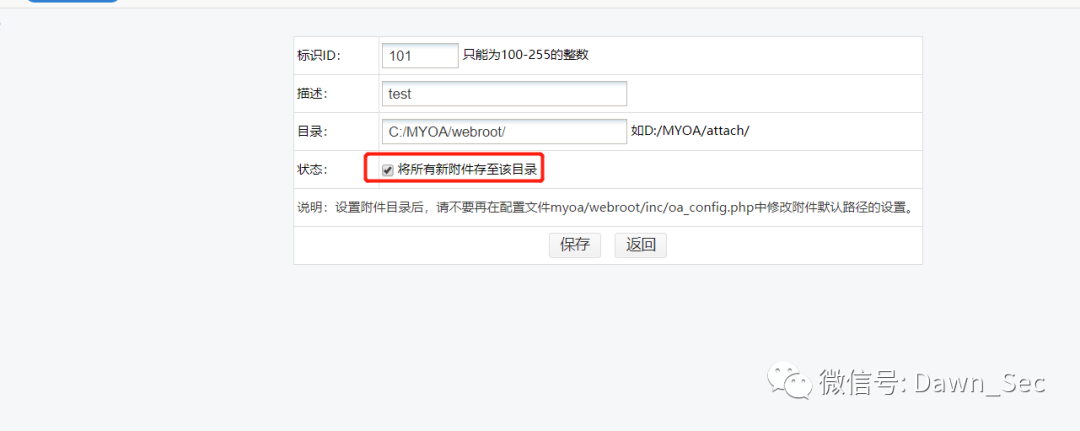 标识ID: 101 只能为100-255的整数
描述: test
目录: C:/MYOA/webroot/ 如D:/MYOA/attach/
状态: 将所有新附件存至该目录
说明：设置附件目录后，请不要再在配置文件myoa/webroot/inc/oa_config.php中修改附件默认路径的设置。
保存 返回
微信号: Dawn_Sec